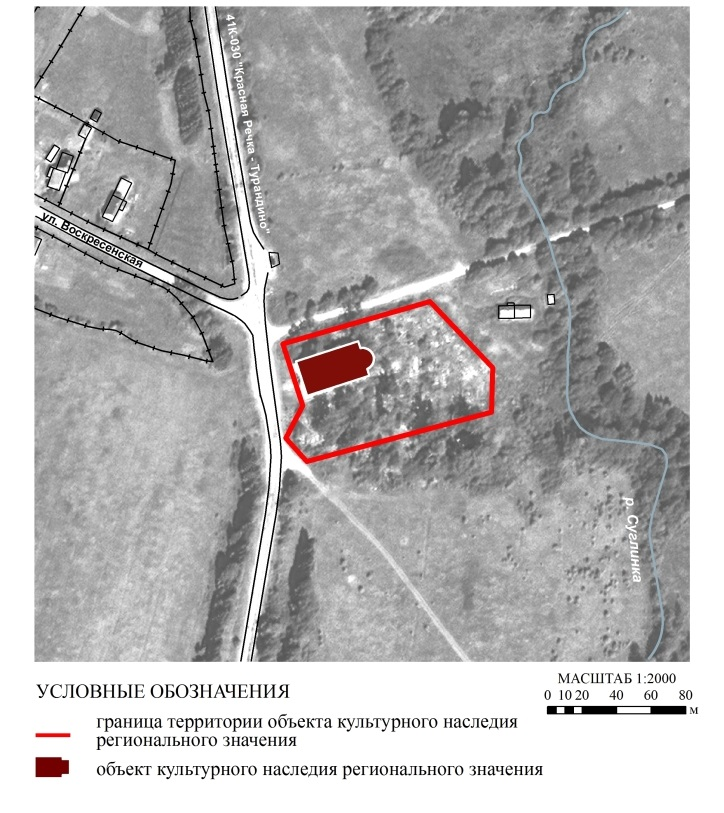 41К-030 "Красная Речка - Турандино"
ул. Воскресенская
р. Суглинка
УСЛОВНЫЕ ОБОЗНАЧЕНИЯ
МАСШТАБ 1:2000
0 10 20 40 60 80
м
граница территории объекта культурного наследия
регионального значения
объект культурного наследия регионального значения